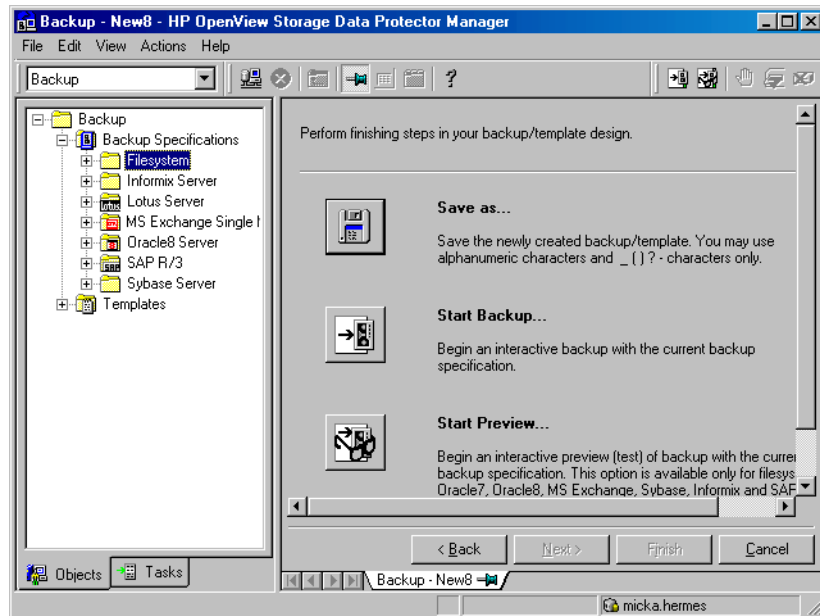 Backup - New8 - HP OpenView Storage Data Protector Manager
File Edit View Actions Help
Backup
?
Backup
Backup Specifications
Filesystem
Informix Server
Lotus Server
MS Exchange Single
Oracle8 Server
SAP R/3
Sybase Server
Templates
Perform finishing steps in your backup/template design.
Save as...
Save the newly created backup/template. You may use
alphanumeric characters and _ ( ) ? - characters only.
Start Backup...
Begin an interactive backup with the current backup
specification.
Start Preview...
Begin an interactive preview (test) of backup with the
backup specification. This option is available only for
Oracle7, Oracle8, MS Exchange, Sybase, Informix and SAP
< Back
Next >
Finish
Cancel
Objects
Tasks
Backup - New8
micka.hermes